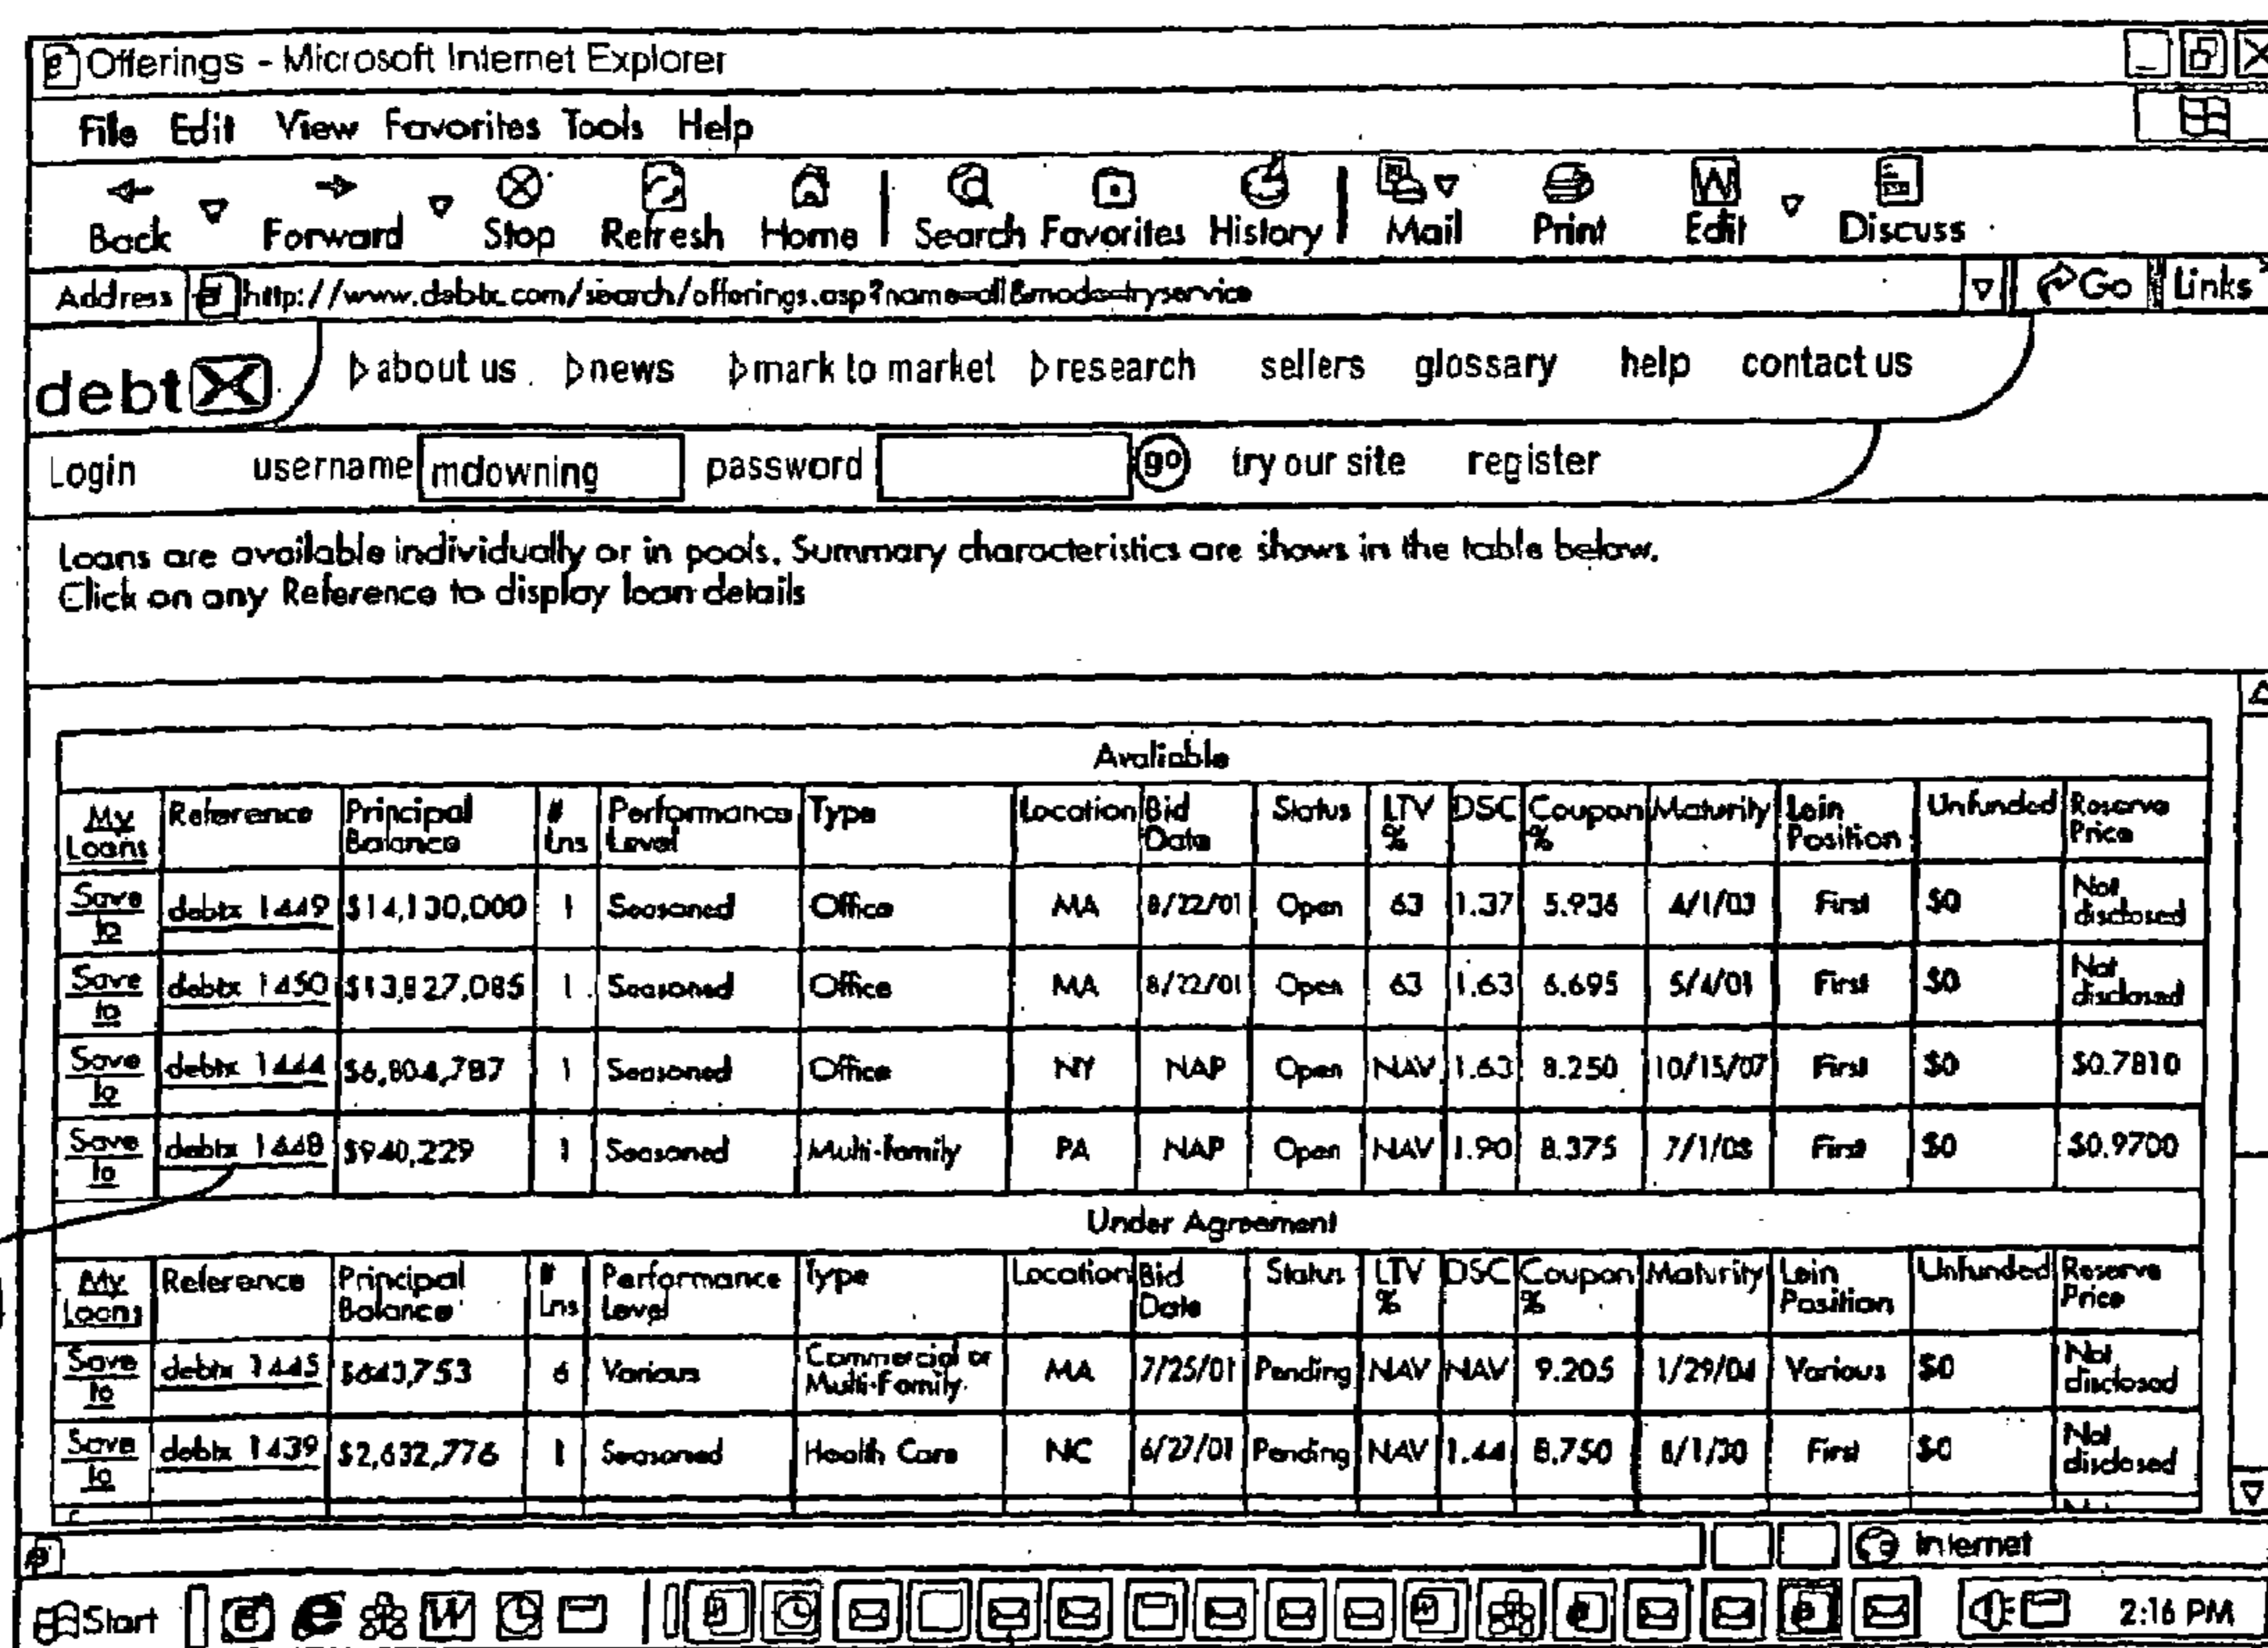 Offerings - Microsoft Internet Explorer
File Edit View Favorites Tools Help
Back Forward Stop Refresh Home Search Favorites History Mail Print Edit Discuss
Address http://www.debtx.com/search/offerings.asp?name=all&mode=tryservice Go Links
debtX about us news mark to market research sellers glossary help contact us
Login username mdowning password go try our site register
Loans are available individually or in pools. Summary characteristics are shows in the table below.
Click on any Reference to display loan details
Avaliable
My Loans Reference Principal Balance # Lns Performance Level Type Location Bid Date Status LTV % DSC Coupon % Maturity Lein Position Unfunded Reserve Price
Save to debtx 1449 $14,130,000 1 Seasoned Office MA 8/22/01 Open 63 1.37 5.936 4/1/03 First $0 Not disclosed
Save to debtx 1450 $13,827,085 1 Seasoned Office MA 8/22/01 Open 63 1.63 6.695 First $0 Not disclosed
Save to debtx 1444 $6,804,787 1 Seasoned Office NY NAP Open NAV 1.63 8.250 10/15/07 First $0 $0.7810
Save to debtx 1448 $940,229 1 Seasoned Multi-Family PA NAP Open NAV 1.90 8.375 7/1/08 First $0 $0.9700
Under Agreement
My Loans Reference Principal Balance # Lns Performance Level Type Location Bid Date Status LTV % DSC Coupon % Maturity Lein Position Unfunded Reserve Price
Save to debtx 1445 6 Various Commercial or Multi-Family MA 7/25/01 Pending NAV NAV 9.205 1/29/04 Various $0 Not disclosed
Save to debtx 1439 $2,632,776 1 Seasoned Health Care NC 6/27/01 Pending NAV 1.44 8.750 First $0 Not disclosed
Internet
Start 2:16 PM